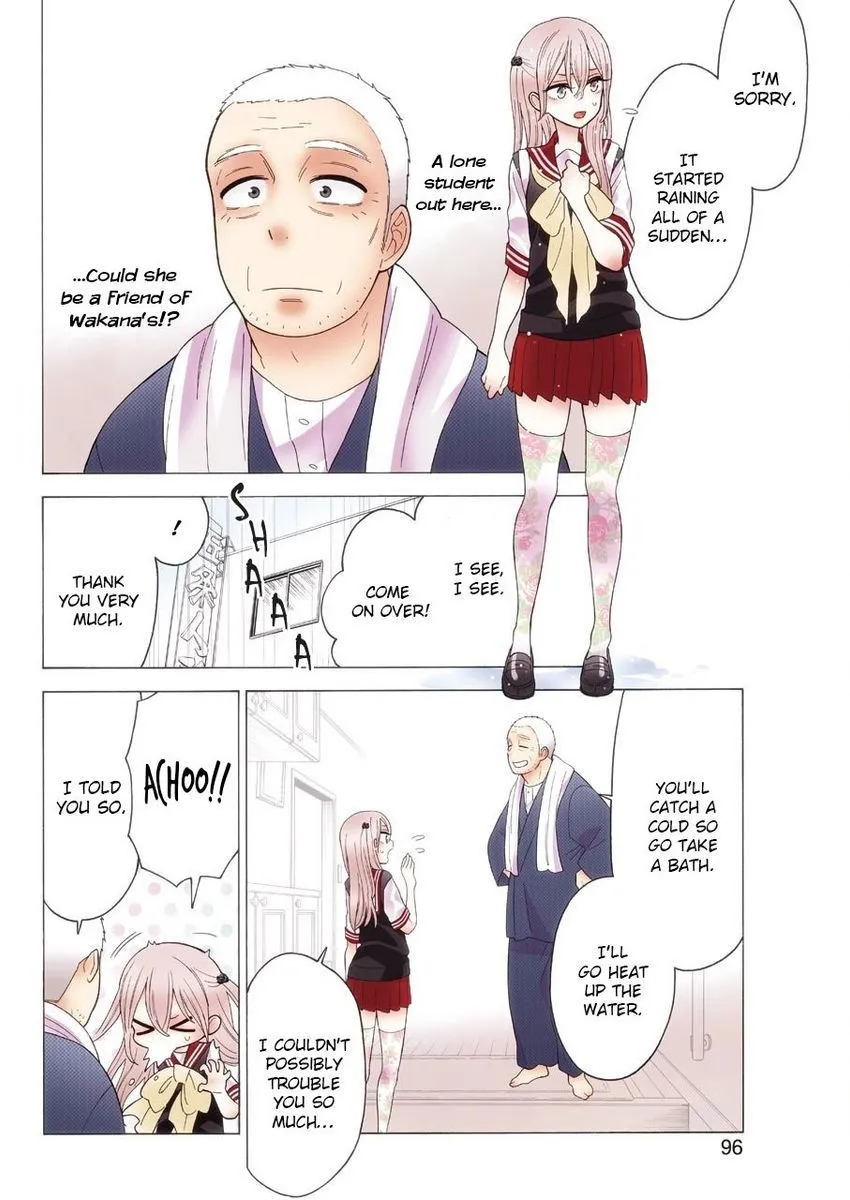 I'M
SORRY.
IT
STARTED
RAINING
ALL OF A
SUDDEN...
A lone
student
out here...
...Could she
be a Friend of
Wakana's!?
I SEE,
I SEE.
COME
ON OVER!
SHAAA
!
THANK
YOU VERY
MUCH.
YOU'LL
CATCH A
COLD SO
GO TAKE
A BATH.
I'LL
GO HEAT
UP THE
WATER.
I COULDN'T
POSSIBLY
TROUBLE
YOU SO
MUCH...
ACHOO!!
I TOLD
YOU SO.
96